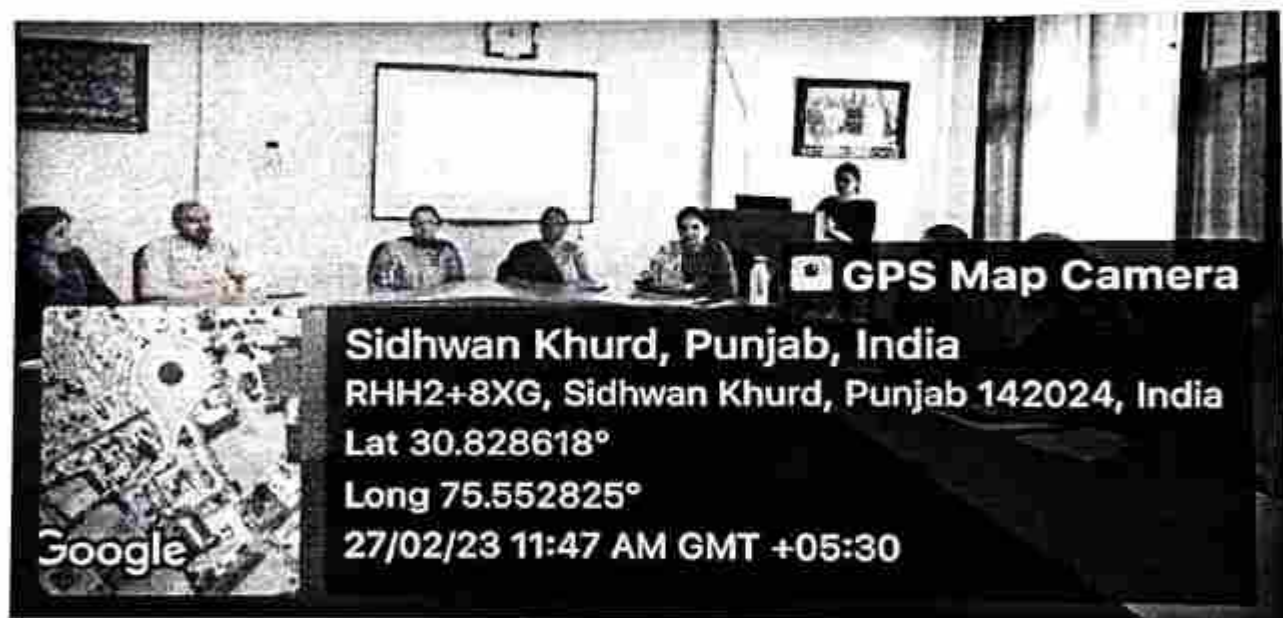 GPS Map Camera
Sidhwan Khurd, Punjab, India
RHH2+8XG, Sidhwan Khurd, Punjab 142024, India
Lat 30.828618°
Long 75.552825°
27/02/23 11:47 AM GMT +05:30
Google